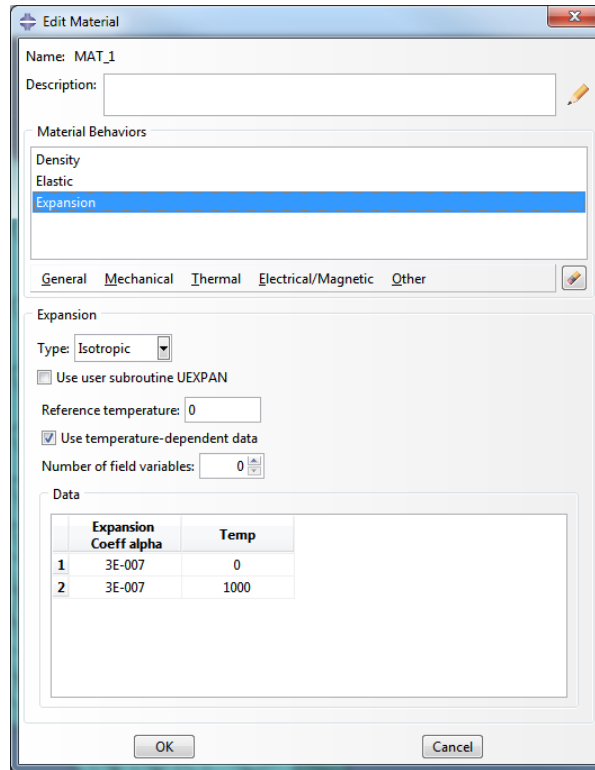 Edit Material
Name: MAT_1
Description:
Material Behaviors
Density
Elastic
Expansion
General Mechanical Thermal Electrical/Magnetic Other
Expansion
Type: Isotropic
Use user subroutine UEXPAN
Reference temperature: 0
Use temperature-dependent data
Number of field variables: 0
Data
Expansion
Coeff alpha Temp
1 3E-007 0
2 3E-007 1000
OK Cancel